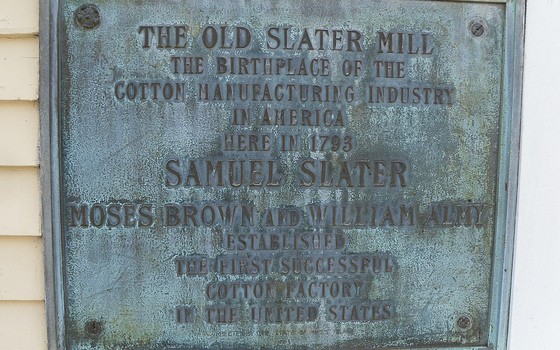 THE OLD SLATER MILL
THE BIRTHPLACE OF THE
COTTON MANUFACTURING INDUSTRY
IN AMERICA
HERE IN 1793
SAMUEL SLATER
MOSES BROWN AND WILLIAM ALMY
ESTABLISHED
THE FIRST SUCCESSFUL
COTTON FACTORY
IN THE UNITED STATES